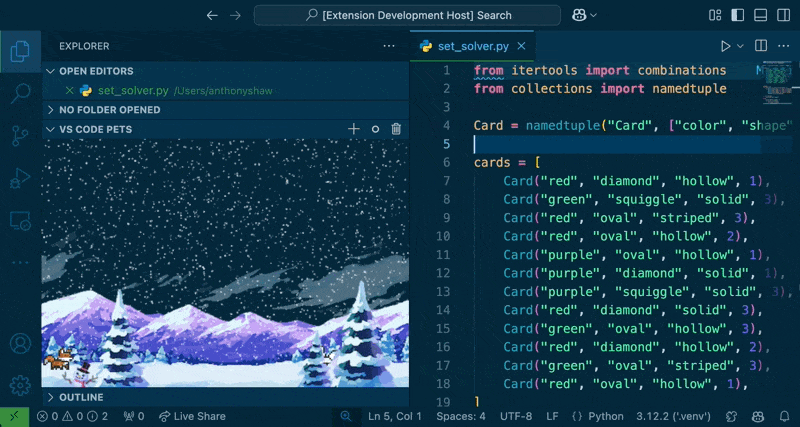 [Extension Development Host] Search
EXPLORER
OPEN EDITORS
set_solver.py /Users/anthonyshaw
NO FOLDER OPENED
VS CODE PETS
OUTLINE
set_solver.py
1 from itertools import combinations
2 from collections import namedtuple
3
4 Card = namedtuple("Card", ["color", "shape"
5
6 cards = [
7 Card("red", "diamond", "hollow", 1),
8 Card("green", "squiggle", "solid", 3),
9 Card("red", "oval", "striped", 3),
10 Card("red", "oval", "hollow", 2),
11 Card("purple", "oval", "hollow", 1),
12 Card("purple", "diamond", "solid", 1),
13 Card("purple", "squiggle", "solid", 3),
14 Card("red", "diamond", "solid", 3),
15 Card("green", "oval", "hollow", 3),
16 Card("red", "diamond", "hollow", 2),
17 Card("green", "oval", "striped", 3),
18 Card("red", "oval", "hollow", 1),
19 ]
0 0 2 0 Live Share Ln 5, Col 1 Spaces: 4 UTF-8 LF {} Python 3.12.2 ('.venv')